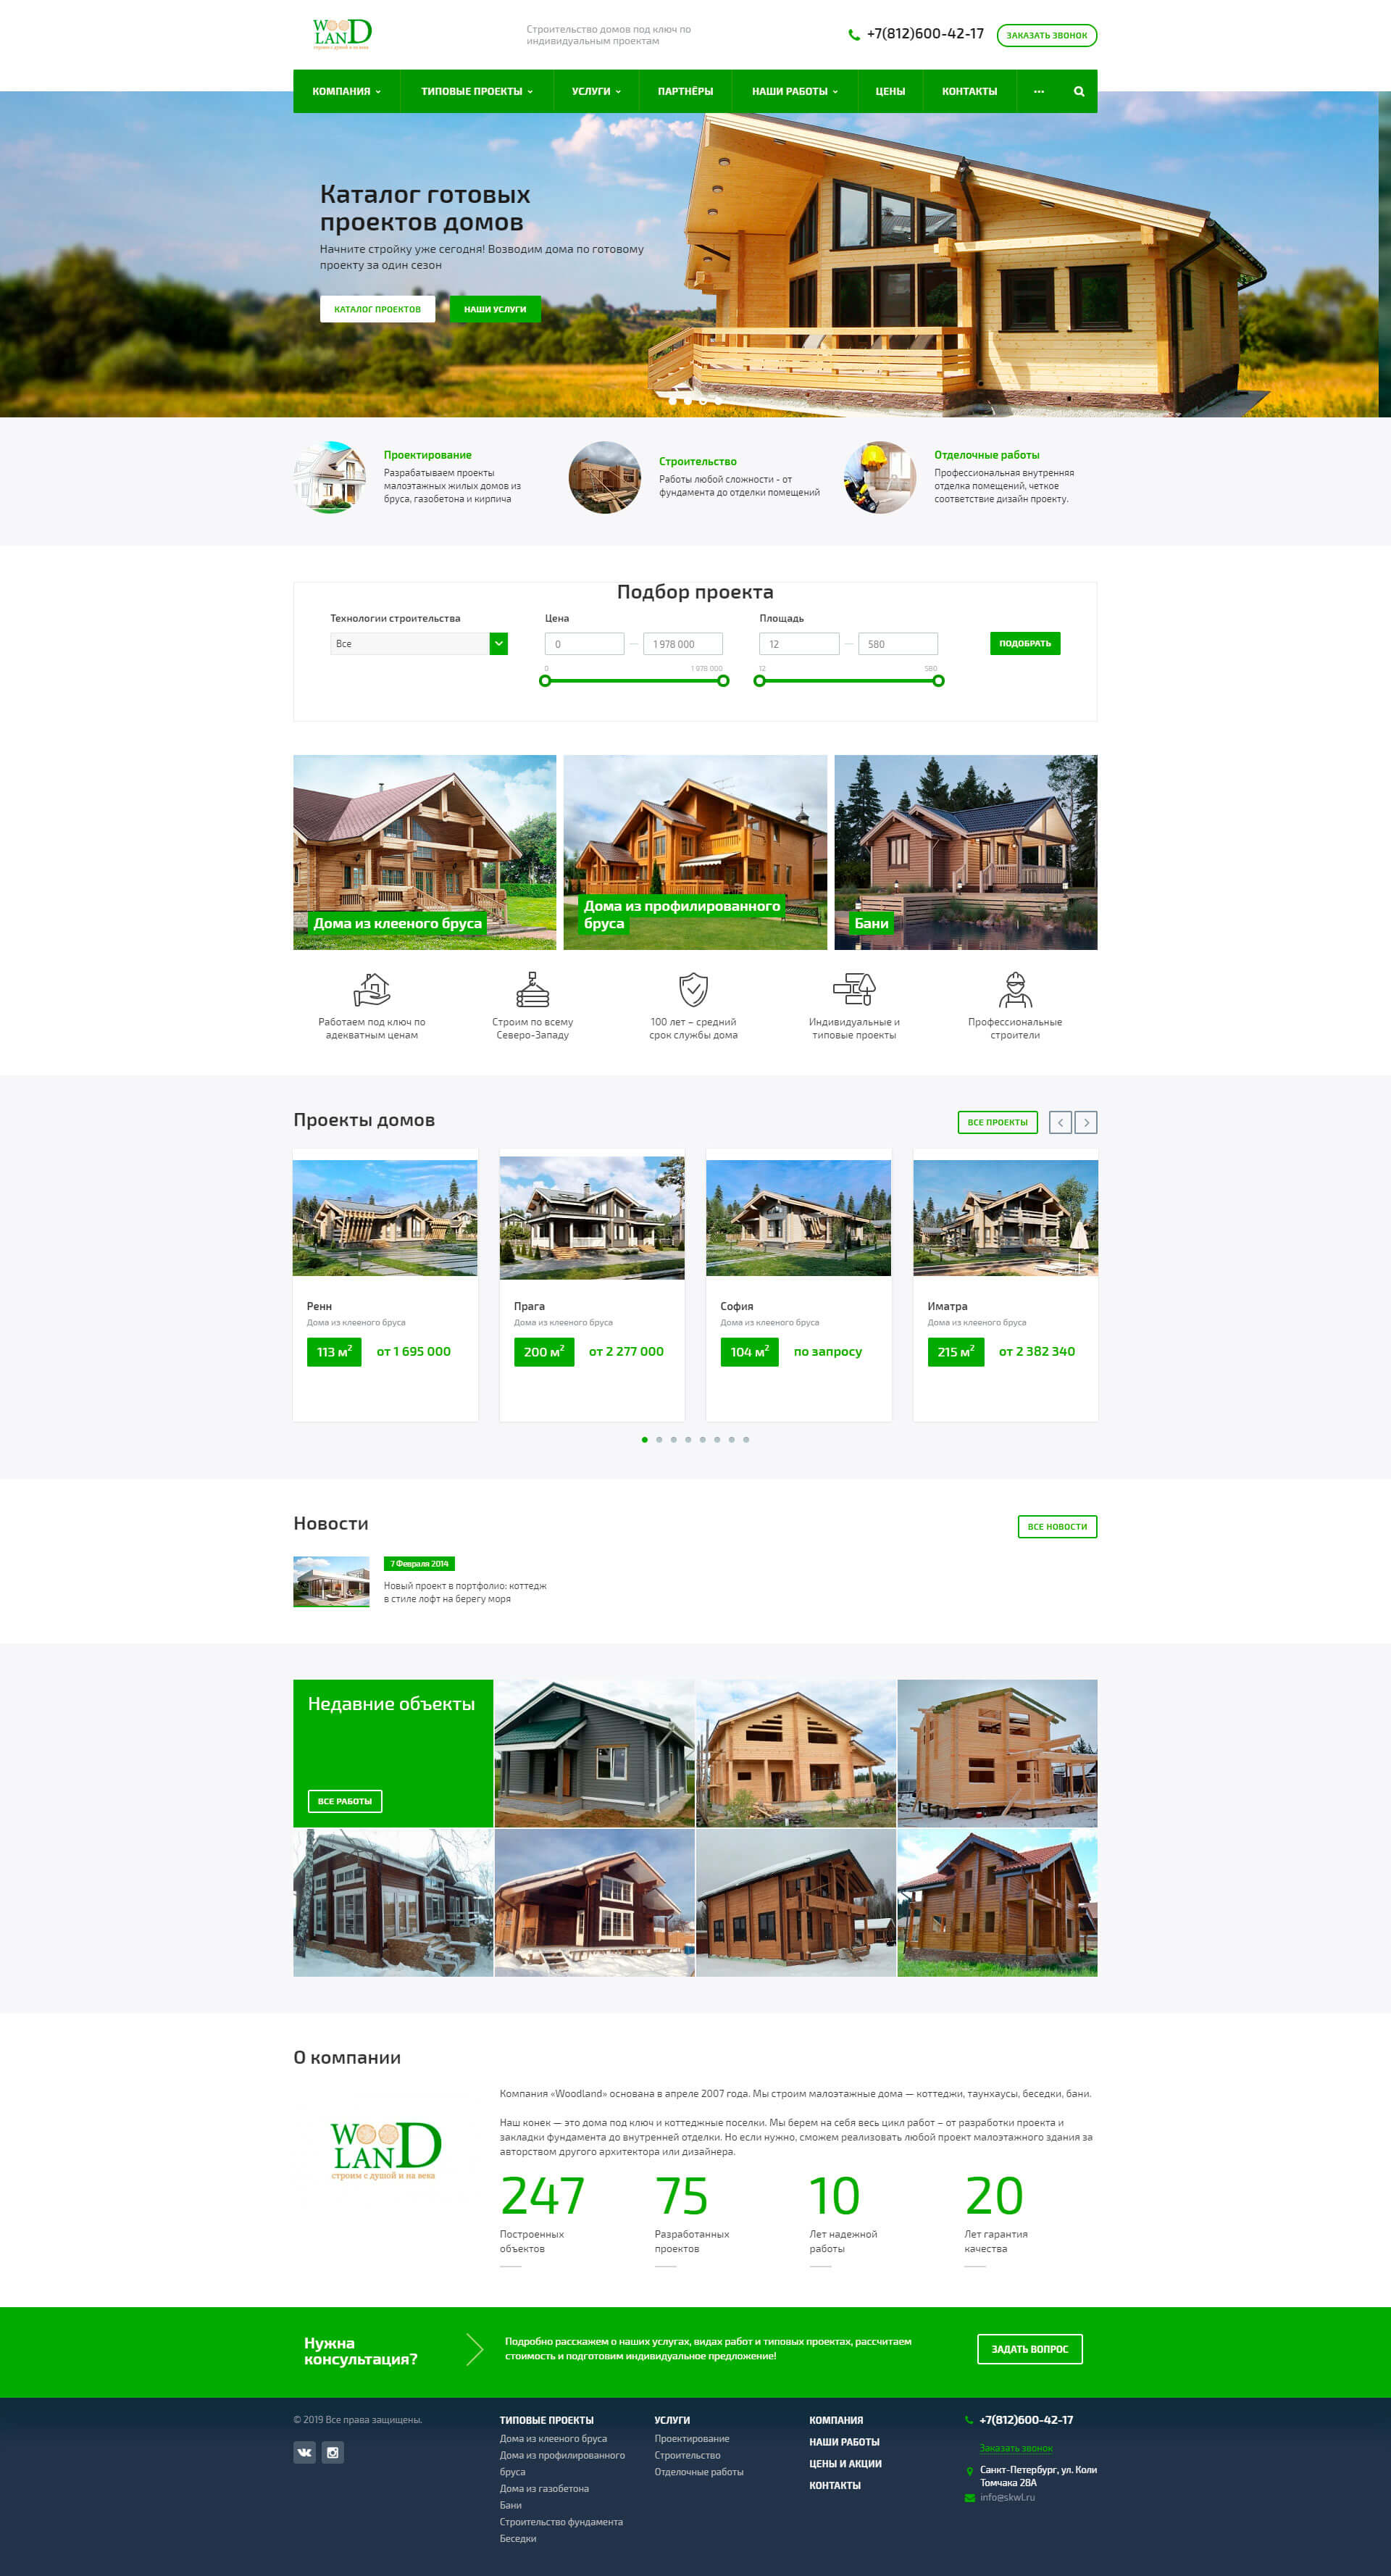 WOOD
LAND
строим с душой и на века
Строительство домов под ключ по
индивидуальным проектам
+7(812)600-42-17
ЗАКАЗАТЬ ЗВОНОК
КОМПАНИЯ
ТИПОВЫЕ ПРОЕКТЫ
УСЛУГИ
ПАРТНЁРЫ
НАШИ РАБОТЫ
ЦЕНЫ
КОНТАКТЫ
Каталог готовых
проектов домов
Начните стройку уже сегодня! Возводим дома по готовому
проекту за один сезон
КАТАЛОГ ПРОЕКТОВ
НАШИ УСЛУГИ
Проектирование
Разрабатываем проекты
малоэтажных жилых домов из
бруса, газобетона и кирпича
Строительство
Работы любой сложности - от
фундамента до отделки помещений
Отделочные работы
Профессиональная внутренняя
отделка помещений, четкое
соответствие дизайн проекту.
Подбор проекта
Технологии строительства
Все
Цена
0 — 1 978 000
0 1 978 000
Площадь
12 — 580
12 580
ПОДОБРАТЬ
Дома из клееного бруса
Дома из профилированного
бруса
Бани
Работаем под ключ по
адекватным ценам
Строим по всему
Северо-Западу
100 лет – средний
срок службы дома
Индивидуальные и
типовые проекты
Профессиональные
строители
Проекты домов
ВСЕ ПРОЕКТЫ
Ренн
Дома из клееного бруса
113 м²
от 1 695 000
Прага
Дома из клееного бруса
200 м²
от 2 277 000
София
Дома из клееного бруса
104 м²
по запросу
Иматра
Дома из клееного бруса
215 м²
от 2 382 340
Новости
ВСЕ НОВОСТИ
7 Февраля 2014
Новый проект в портфолио: коттедж
в стиле лофт на берегу моря
Недавние объекты
ВСЕ РАБОТЫ
О компании
WOOD
LAND
строим с душой и на века
Компания «Woodland» основана в апреле 2007 года. Мы строим малоэтажные дома — коттеджи, таунхаусы, беседки, бани.
Наш конек — это дома под ключ и коттеджные поселки. Мы берем на себя весь цикл работ – от разработки проекта и
закладки фундамента до внутренней отделки. Но если нужно, сможем реализовать любой проект малоэтажного здания за
авторством другого архитектора или дизайнера.
247
Построенных
объектов
75
Разработанных
проектов
10
Лет надежной
работы
20
Лет гарантия
качества
Нужна
консультация?
Подробно расскажем о наших услугах, видах работ и типовых проектах, рассчитаем
стоимость и подготовим индивидуальное предложение!
ЗАДАТЬ ВОПРОС
© 2019 Все права защищены.
ТИПОВЫЕ ПРОЕКТЫ
Дома из клееного бруса
Дома из профилированного
бруса
Дома из газобетона
Бани
Строительство фундамента
Беседки
УСЛУГИ
Проектирование
Строительство
Отделочные работы
КОМПАНИЯ
НАШИ РАБОТЫ
ЦЕНЫ И АКЦИИ
КОНТАКТЫ
+7(812)600-42-17
Заказать звонок
Санкт-Петербург, ул. Коли
Томчака 28А
info@skwl.ru